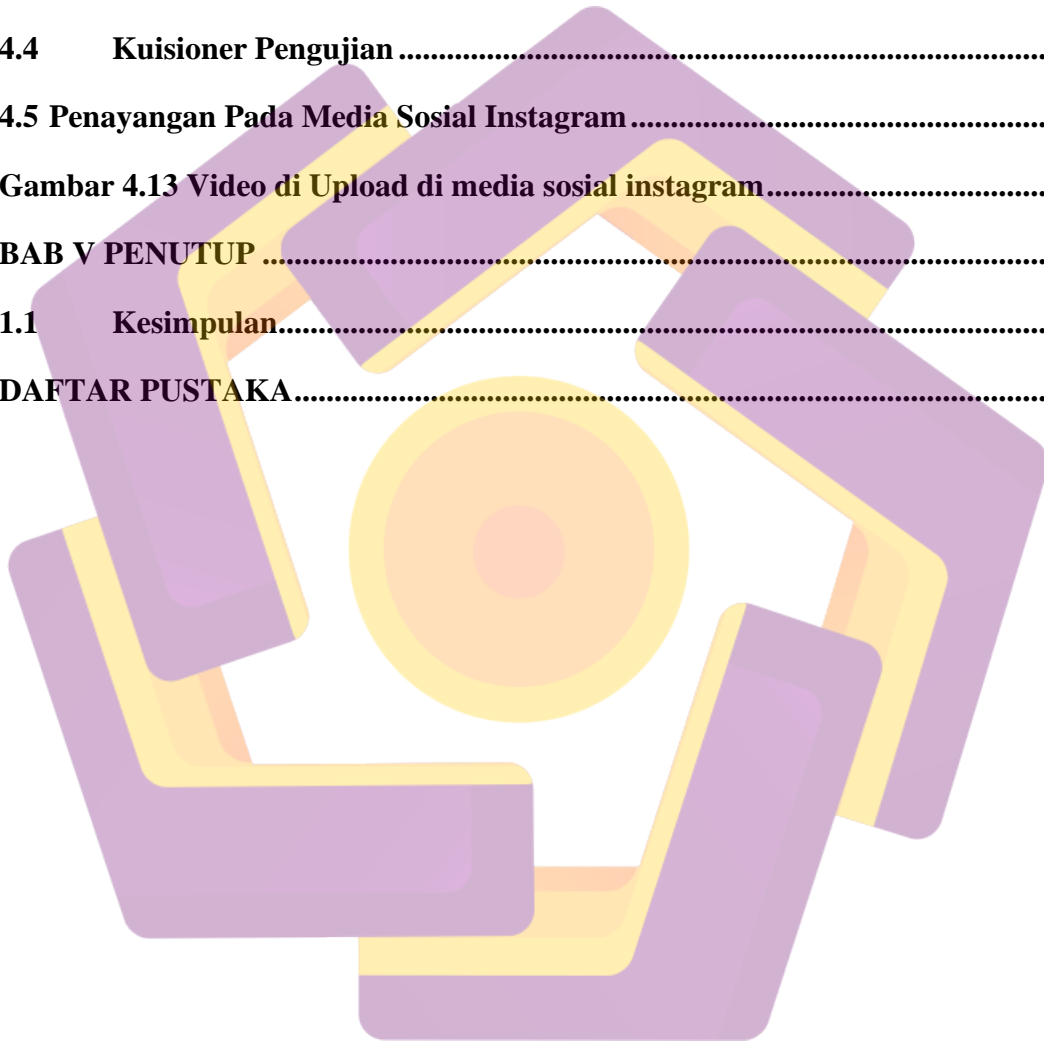 4.4 Kuisioner Pengujian ................................................................................
4.5 Penayangan Pada Media Sosial Instagram ....................................................
Gambar 4.13 Video di Upload di media sosial instagram...................................
BAB V PENUTUP .................................................................................................
1.1 Kesimpulan................................................................................................
DAFTAR PUSTAKA..............................................................................................